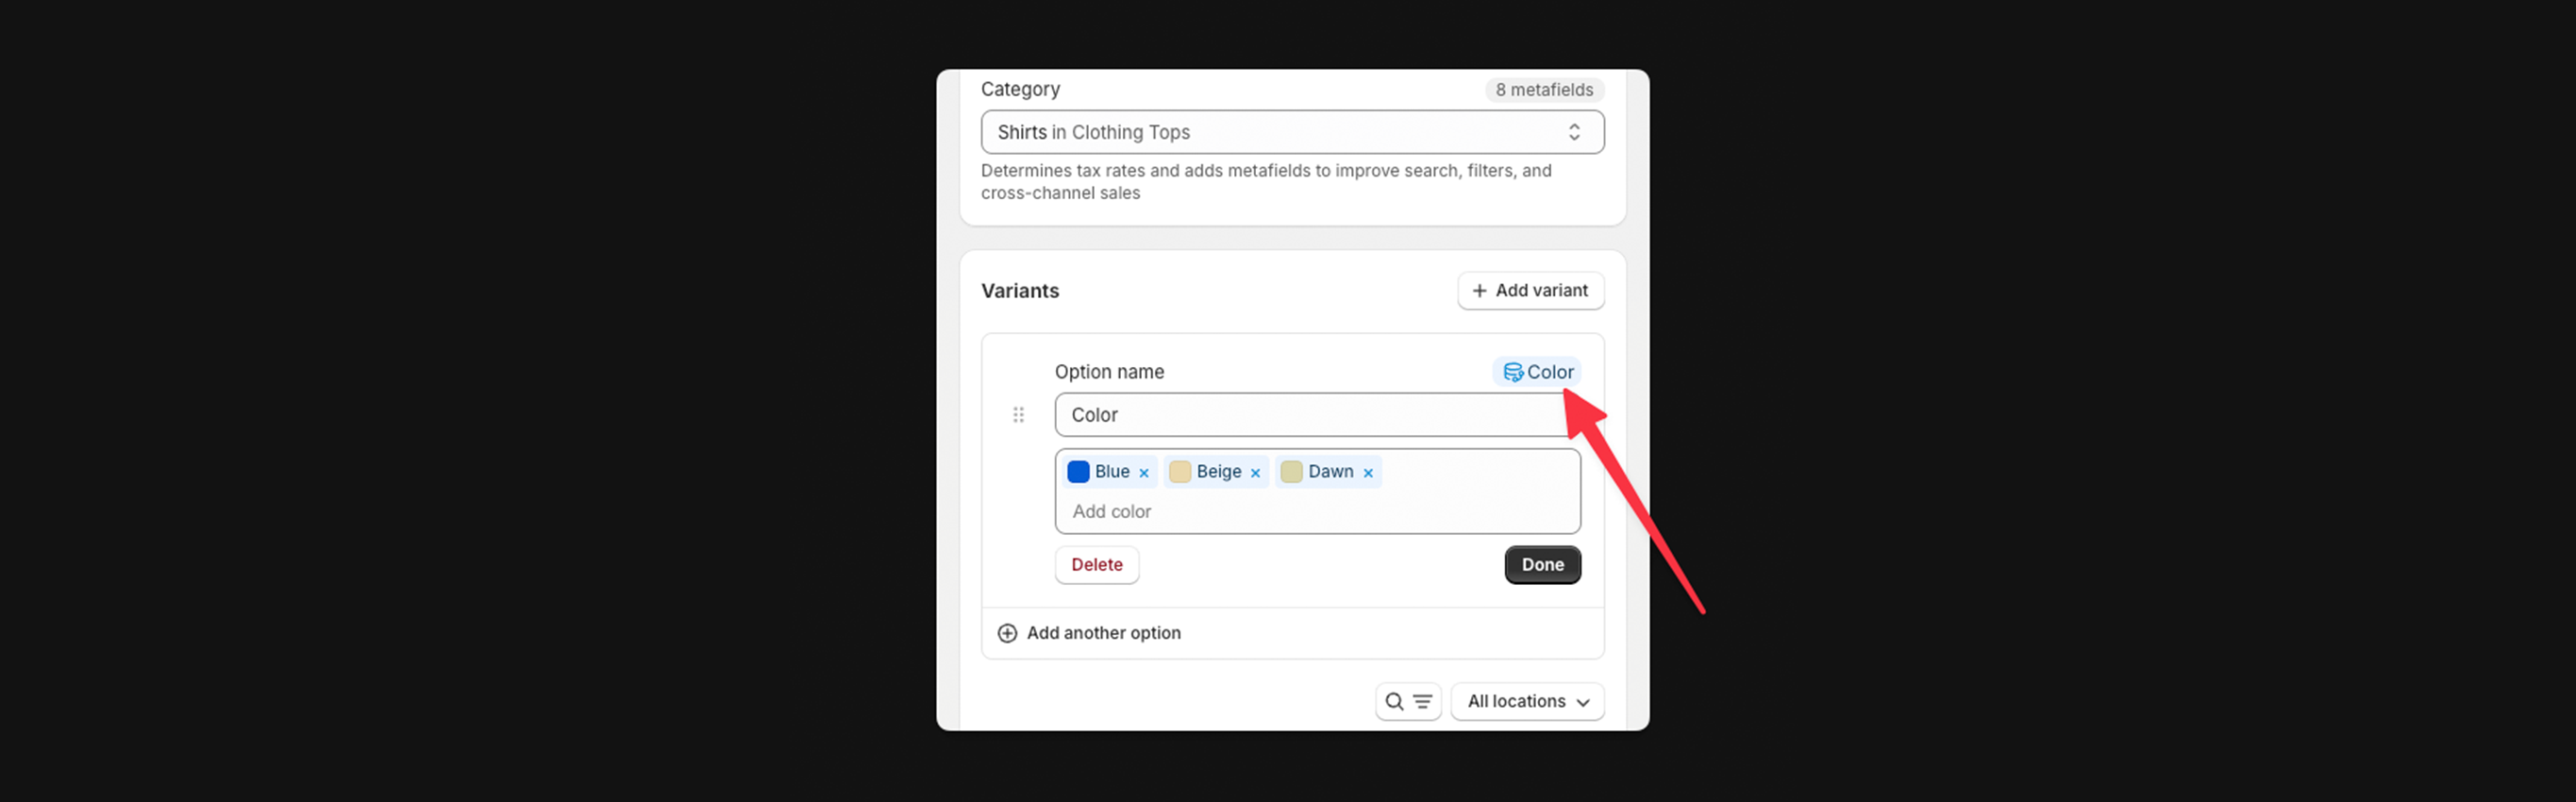 Category
8 metafields
Shirts in Clothing Tops
Determines tax rates and adds metafields to improve search, filters, and
cross-channel sales
Variants
+ Add variant
Option name
Color
Color
Blue × Beige × Dawn ×
Add color
Delete
Done
Add another option
All locations